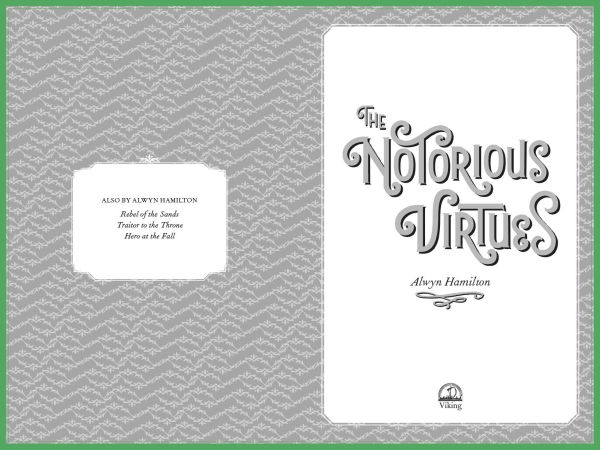 ALSO BY ALWYN HAMILTON
Rebel of the Sands
Traitor to the Throne
Hero at the Fall
THE
NOTORIOUS
VIRTUES
Alwyn Hamilton
Viking